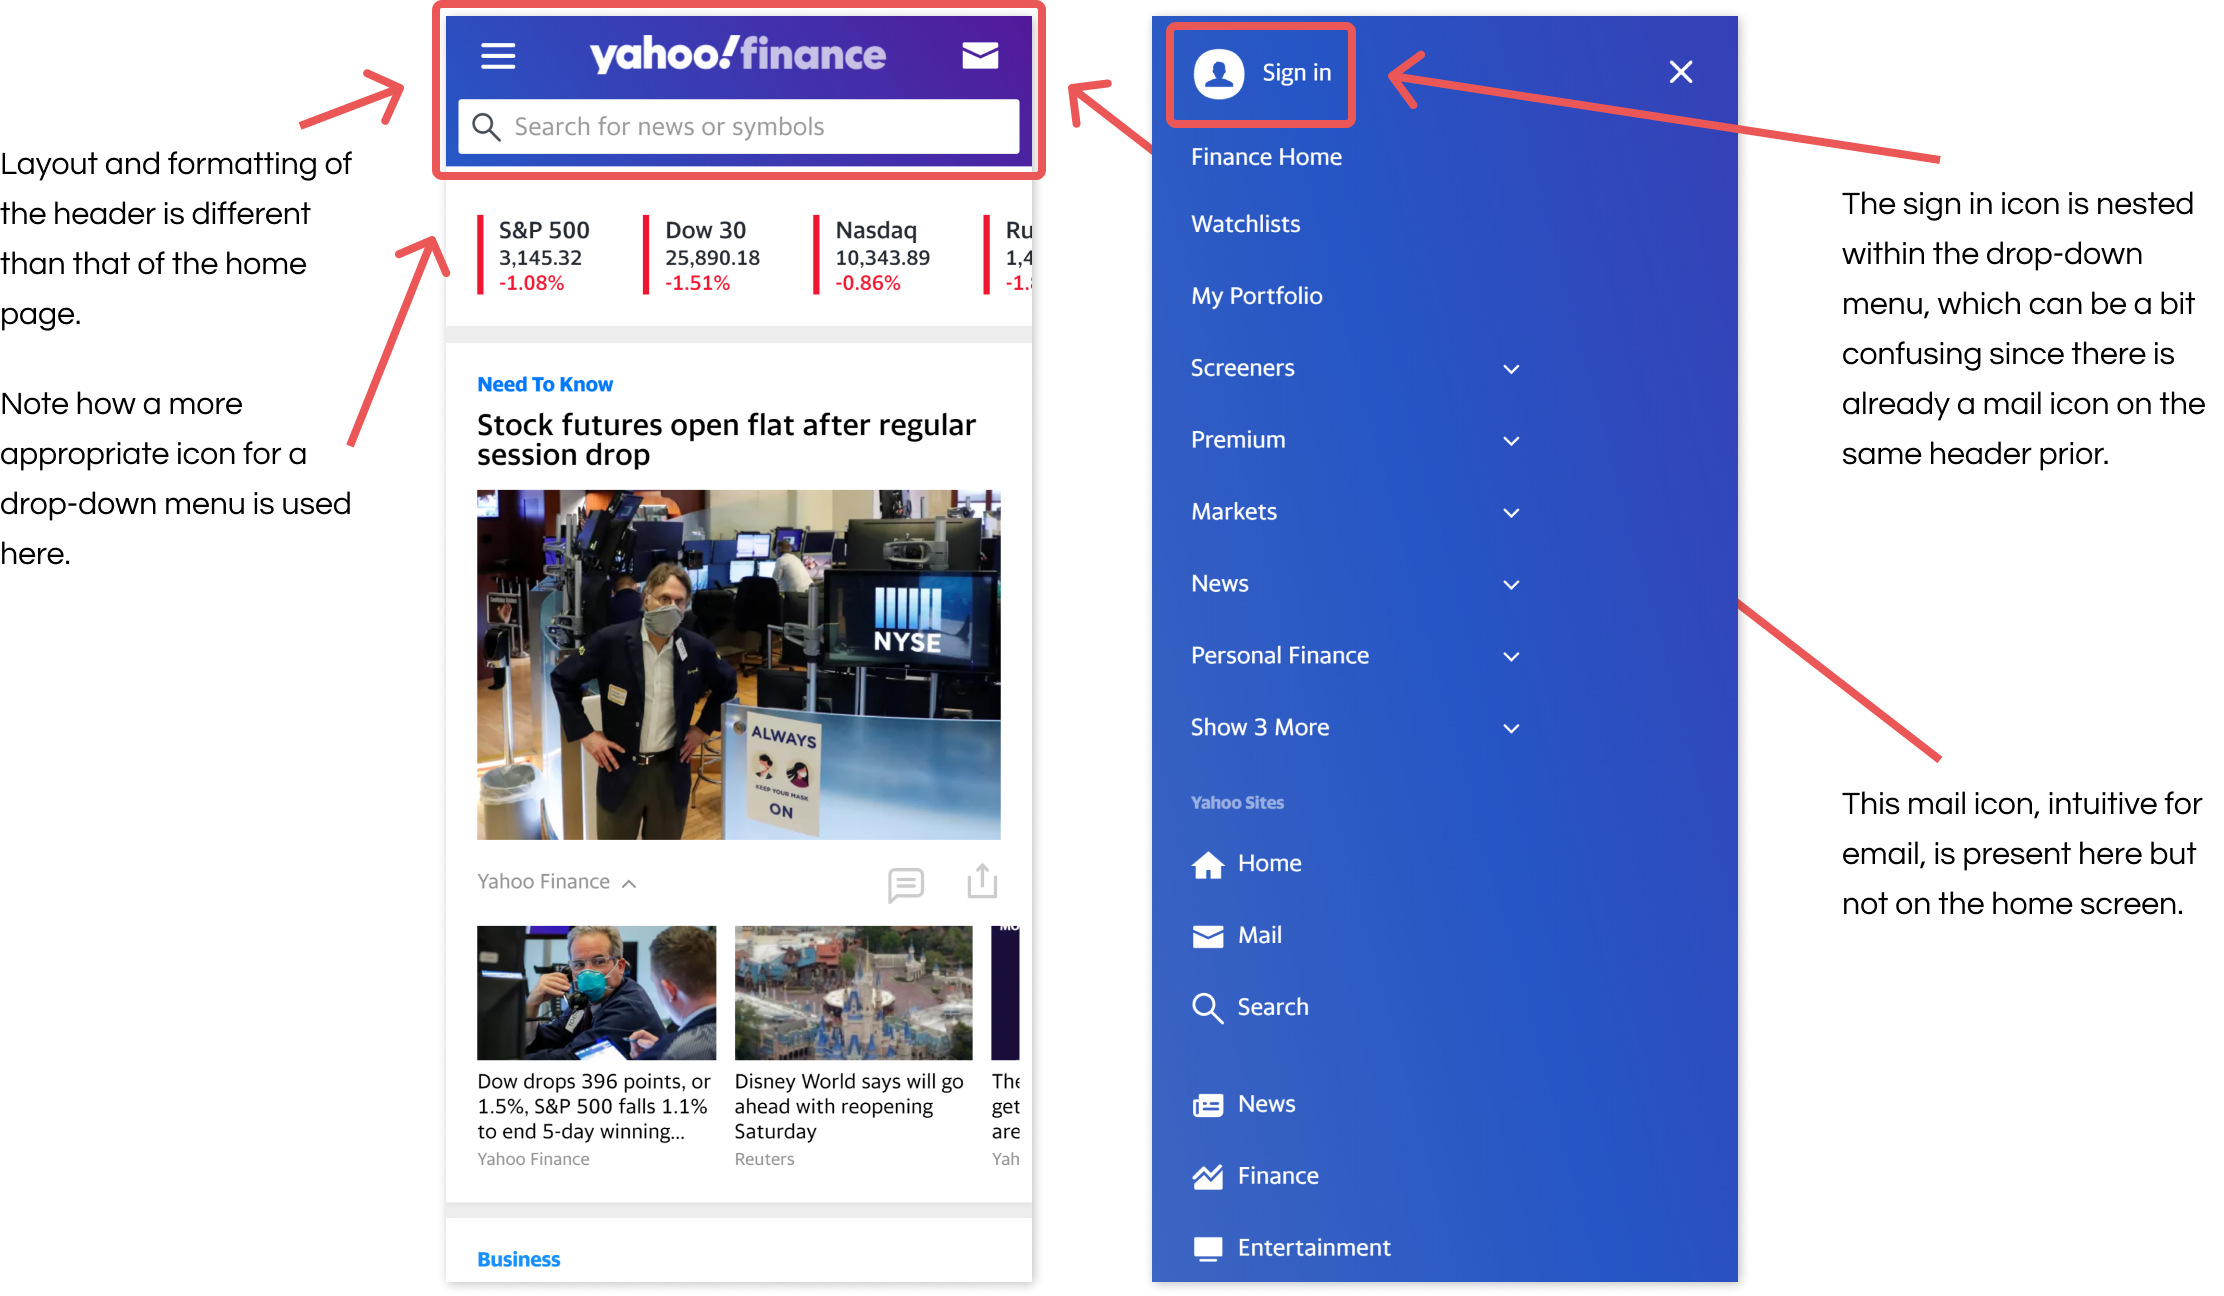 Layout and formatting of
the header is different
than that of the home
page.
Note how a more
appropriate icon for a
drop-down menu is used
here.
yahoo!finance
Search for news or symbols
S&P 500
3,145.32
-1.08%
Dow 30
25,890.18
-1.51%
Nasdaq
10,343.89
-0.86%
Ru
1,4
-1.
Need To Know
Stock futures open flat after regular
session drop
NYSE
ALWAYS
KEEP YOUR MASK
ON
Yahoo Finance
Dow drops 396 points, or
1.5%, S&P 500 falls 1.1%
to end 5-day winning...
Yahoo Finance
Disney World says will go
ahead with reopening
Saturday
Reuters
MO
The
get
are
Yah
Business
Sign in
Finance Home
Watchlists
My Portfolio
Screeners
Premium
Markets
News
Personal Finance
Show 3 More
Yahoo Sites
Home
Mail
Search
News
Finance
Entertainment
The sign in icon is nested
within the drop-down
menu, which can be a bit
confusing since there is
already a mail icon on the
same header prior.
This mail icon, intuitive for
email, is present here but
not on the home screen.